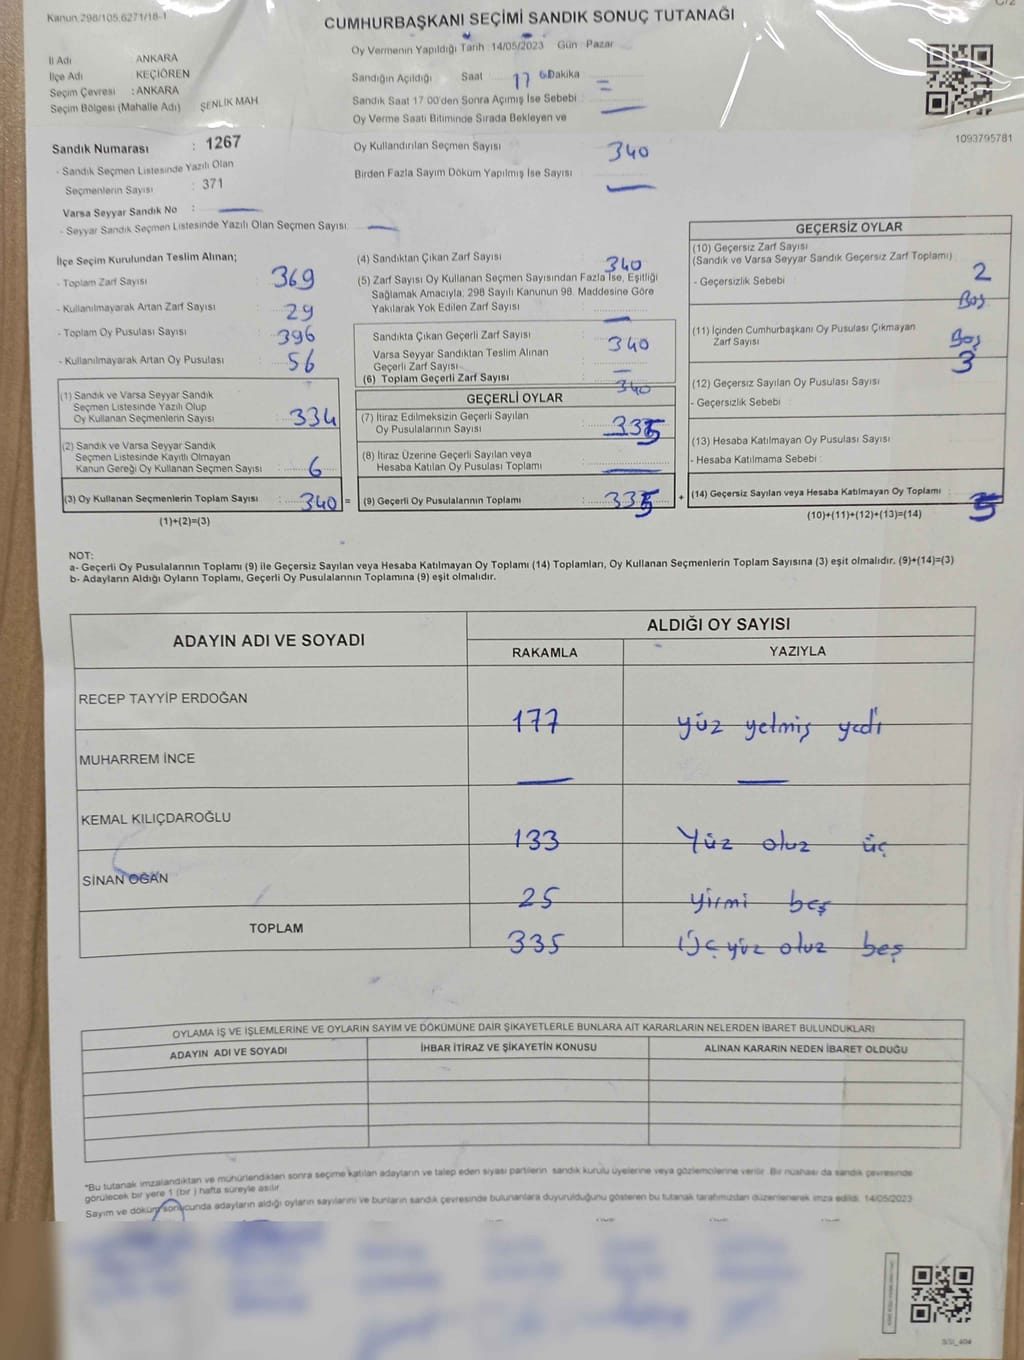 Kanun.298/105.6271/18-1
CUMHURBAŞKANI SEÇİMİ SANDIK SONUÇ TUTANAĞI
İl Adı : ANKARA
İlçe Adı : KEÇİÖREN
Seçim Çevresi : ANKARA
Seçim Bölgesi (Mahalle Adı) ŞENLİK MAH
Oy Vermenin Yapıldığı Tarih :14/05/2023 Gün :Pazar
Sandığın Açıldığı Saat 17 Dakika
Sandık Saat 17 00'den Sonra Açımış İse Sebebi :
Oy Verme Saati Bitiminde Sırada Bekleyen ve
Oy Kullandırılan Seçmen Sayısı 340
Birden Fazla Sayım Döküm Yapılmış İse Sayısı
1093795781
Sandık Numarası : 1267
- Sandık Seçmen Listesinde Yazılı Olan
Seçmenlerin Sayısı : 371
Varsa Seyyar Sandık No :
- Seyyar Sandık Seçmen Listesinde Yazılı Olan Seçmen Sayısı:
İlçe Seçim Kurulundan Teslim Alınan;
- Toplam Zarf Sayısı 369
- Kullanılmayarak Artan Zarf Sayısı 29
- Toplam Oy Pusulası Sayısı 396
- Kullanılmayarak Artan Oy Pusulası 56
(1) Sandık ve Varsa Seyyar Sandık
Seçmen Listesinde Yazılı Olup
Oy Kullanan Seçmenlerin Sayısı 334
(2) Sandık ve Varsa Seyyar Sandık
Seçmen Listesinde Kayıtlı Olmayan
Kanun Gereği Oy Kullanan Seçmen Sayısı 6
(3) Oy Kullanan Seçmenlerin Toplam Sayısı 340 =
(1)+(2)=(3)
(4) Sandıktan Çıkan Zarf Sayısı 340
(5) Zarf Sayısı Oy Kullanan Seçmen Sayısından Fazla İse, Eşitliği
Sağlamak Amacıyla, 298 Sayılı Kanunun 98. Maddesine Göre
Yakılarak Yok Edilen Zarf Sayısı
Sandıkta Çıkan Geçerli Zarf Sayısı 340
Varsa Seyyar Sandıktan Teslim Alınan
Geçerli Zarf Sayısı
(6) Toplam Geçerli Zarf Sayısı 340
GEÇERLİ OYLAR
(7) İtiraz Edilmeksizin Geçerli Sayılan
Oy Pusulalarının Sayısı 335
(8) İtiraz Üzerine Geçerli Sayılan veya
Hesaba Katılan Oy Pusulası Toplamı
(9) Geçerli Oy Pusulalarının Toplamı 335 +
GEÇERSİZ OYLAR
(10) Geçersiz Zarf Sayısı
(Sandık ve Varsa Seyyar Sandık Geçersiz Zarf Toplamı) 2
- Geçersizlik Sebebi : Boş
(11) İçinden Cumhurbaşkanı Oy Pusulası Çıkmayan
Zarf Sayısı Boş
3
(12) Geçersiz Sayılan Oy Pusulası Sayısı
- Geçersizlik Sebebi :
(13) Hesaba Katılmayan Oy Pusulası Sayısı
- Hesaba Katılmama Sebebi :
(14) Geçersiz Sayılan veya Hesaba Katılmayan Oy Toplamı : 5
(10)+(11)+(12)+(13)=(14)
NOT:
a- Geçerli Oy Pusulalarının Toplamı (9) ile Geçersiz Sayılan veya Hesaba Katılmayan Oy Toplamı (14) Toplamları, Oy Kullanan Seçmenlerin Toplam Sayısına (3) eşit olmalıdır. (9)+(14)=(3)
b- Adayların Aldığı Oyların Toplamı, Geçerli Oy Pusulalarının Toplamına (9) eşit olmalıdır.
ADAYIN ADI VE SOYADI ALDIĞI OY SAYISI
RAKAMLA YAZIYLA
RECEP TAYYİP ERDOĞAN 177 yüz yetmiş yedi
MUHARREM İNCE
KEMAL KILIÇDAROĞLU 133 Yüz oluz üç
SİNAN OĞAN 25 yirmi beş
TOPLAM 335 Üç yüz oluz beş
OYLAMA İŞ VE İŞLEMLERİNE VE OYLARIN SAYIM VE DÖKÜMÜNE DAİR ŞİKAYETLERLE BUNLARA AİT KARARLARIN NELERDEN İBARET BULUNDUKLARI
ADAYIN ADI VE SOYADI İHBAR İTİRAZ VE ŞİKAYETİN KONUSU ALINAN KARARIN NEDEN İBARET OLDUĞU
*Bu tutanak imzalandıktan ve mühürlendikten sonra seçime katılan adayların ve talep eden siyasi partilerin sandık kurulu üyelerine veya gözlemcilerine verilir. Bir nüshası da sandık çevresinde
görülecek bir yere 1 (bir ) hafta süreyle asılır.
Sayım ve döküm sonucunda adayların aldığı oyların sayılarını ve bunların sandık çevresinde bulunanlara duyurulduğunu gösteren bu tutanak tarafımızdan düzenlenerek imza edildi. 14/05/2023